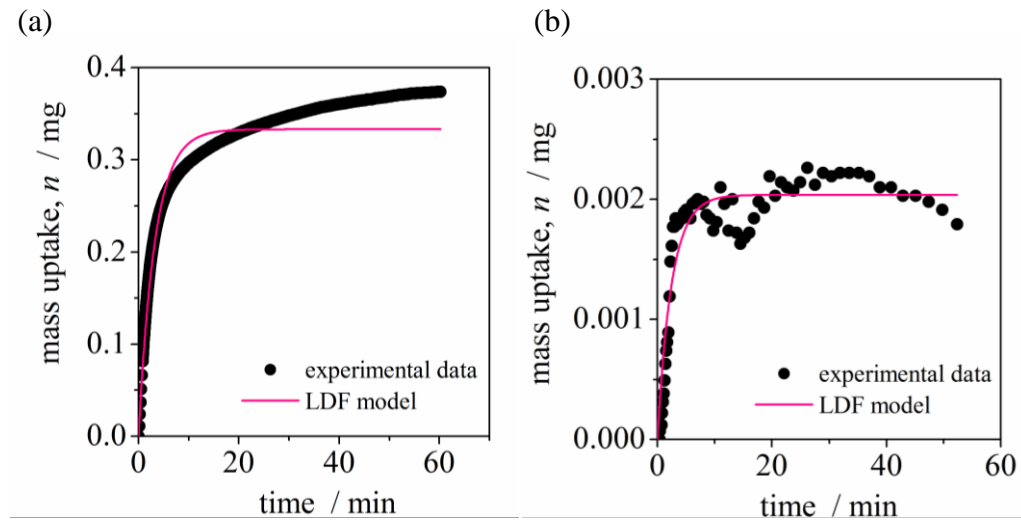 (a)
0.4
0.3
0.2
0.1
0.0
mass uptake, n / mg
experimental data
LDF model
0
20
40
60
time / min
(b)
0.003
0.002
0.001
0.000
mass uptake, n / mg
experimental data
LDF model
0
20
40
60
time / min